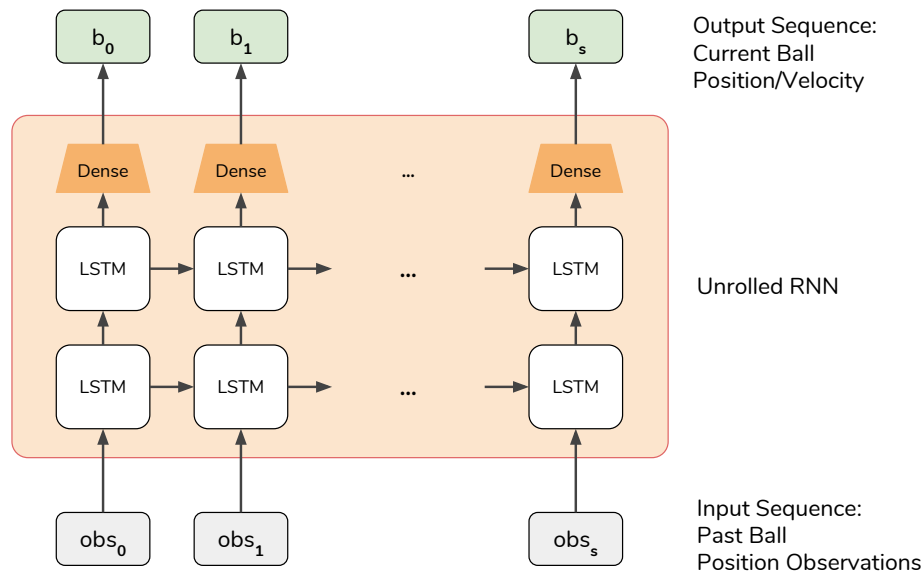 b0
b1
bs
Output Sequence:
Current Ball
Position/Velocity
Dense
Dense
...
Dense
LSTM
LSTM
...
LSTM
Unrolled RNN
LSTM
LSTM
...
LSTM
obs0
obs1
obss
Input Sequence:
Past Ball
Position Observations